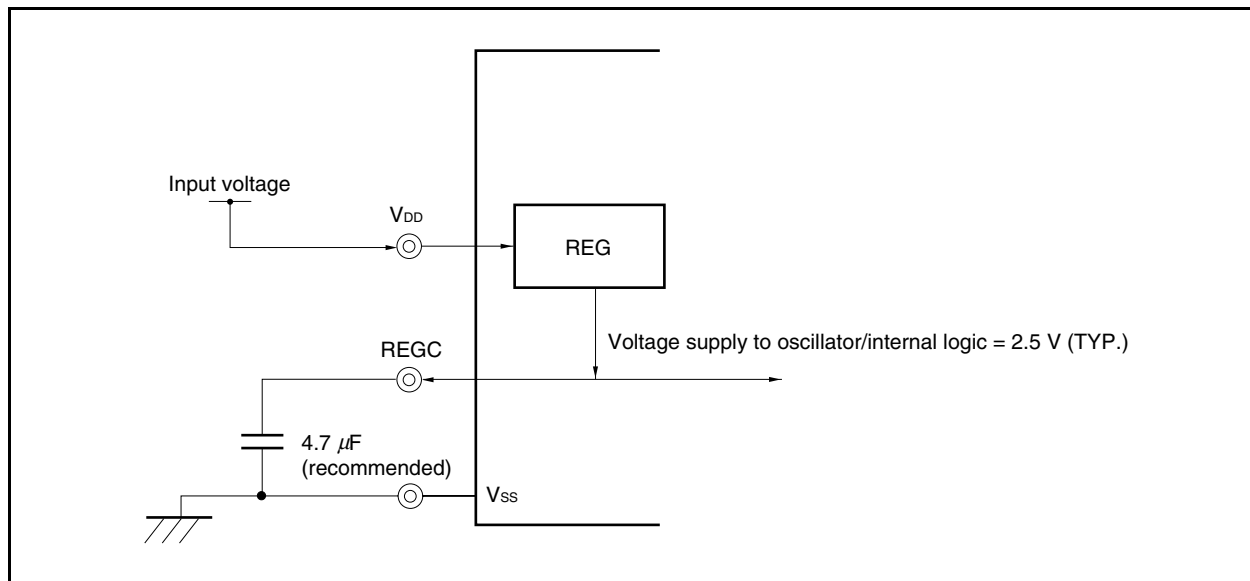 Input voltage
VDD
REG
Voltage supply to oscillator/internal logic = 2.5 V (TYP.)
REGC
4.7 μF
(recommended)
VSS